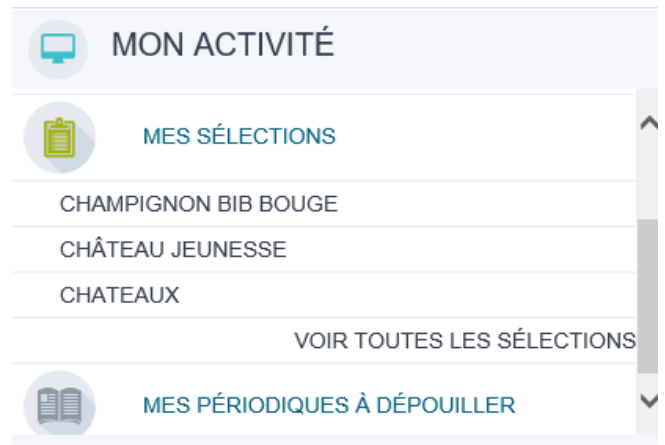 MON ACTIVITÉ
MES SÉLECTIONS
CHAMPIGNON BIB BOUGE
CHÂTEAU JEUNESSE
CHATEAUX
VOIR TOUTES LES SÉLECTIONS
MES PÉRIODIQUES À DÉPOUILLER